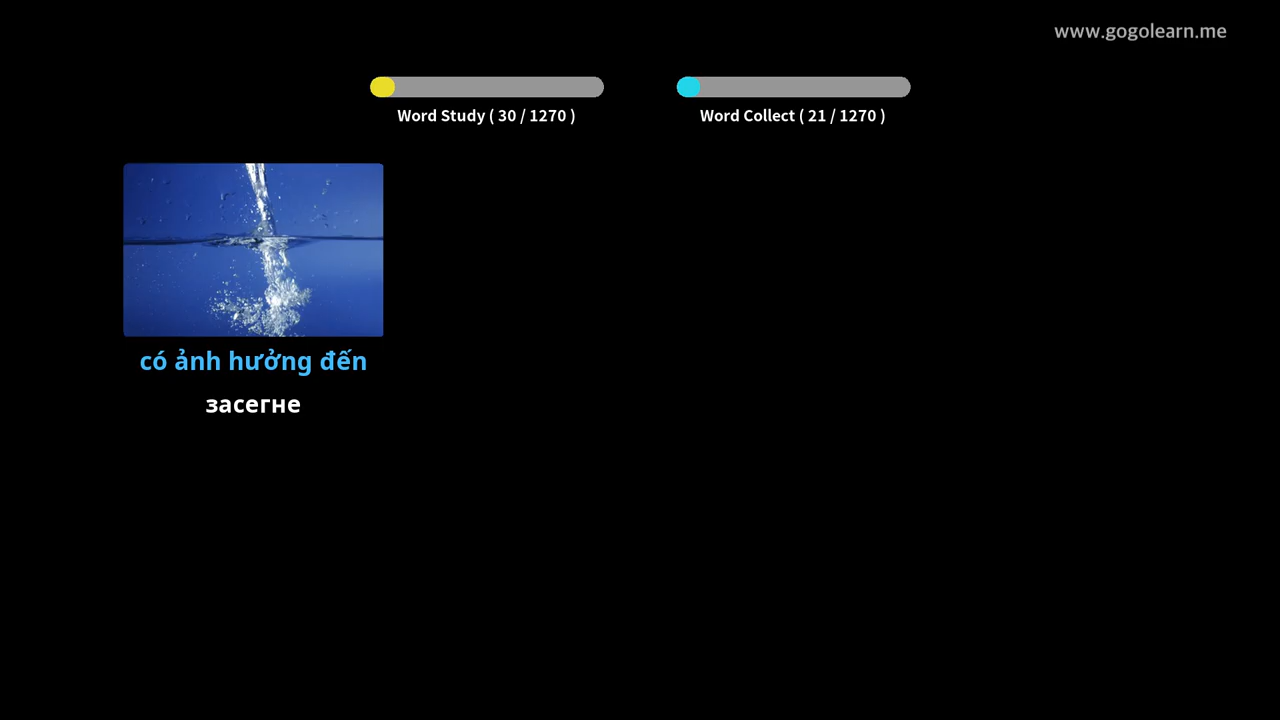 www.gogolearn.me
Word Study ( 30 / 1270 )
Word Collect ( 21 / 1270 )
có ảnh hưởng đến
засегне